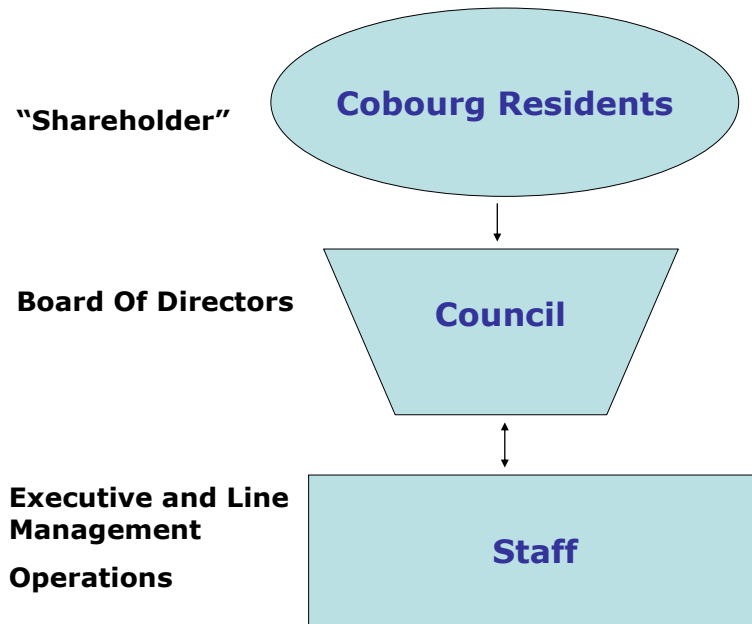 “Shareholder”
Cobourg Residents
Board Of Directors
Council
Executive and Line
Management
Operations
Staff